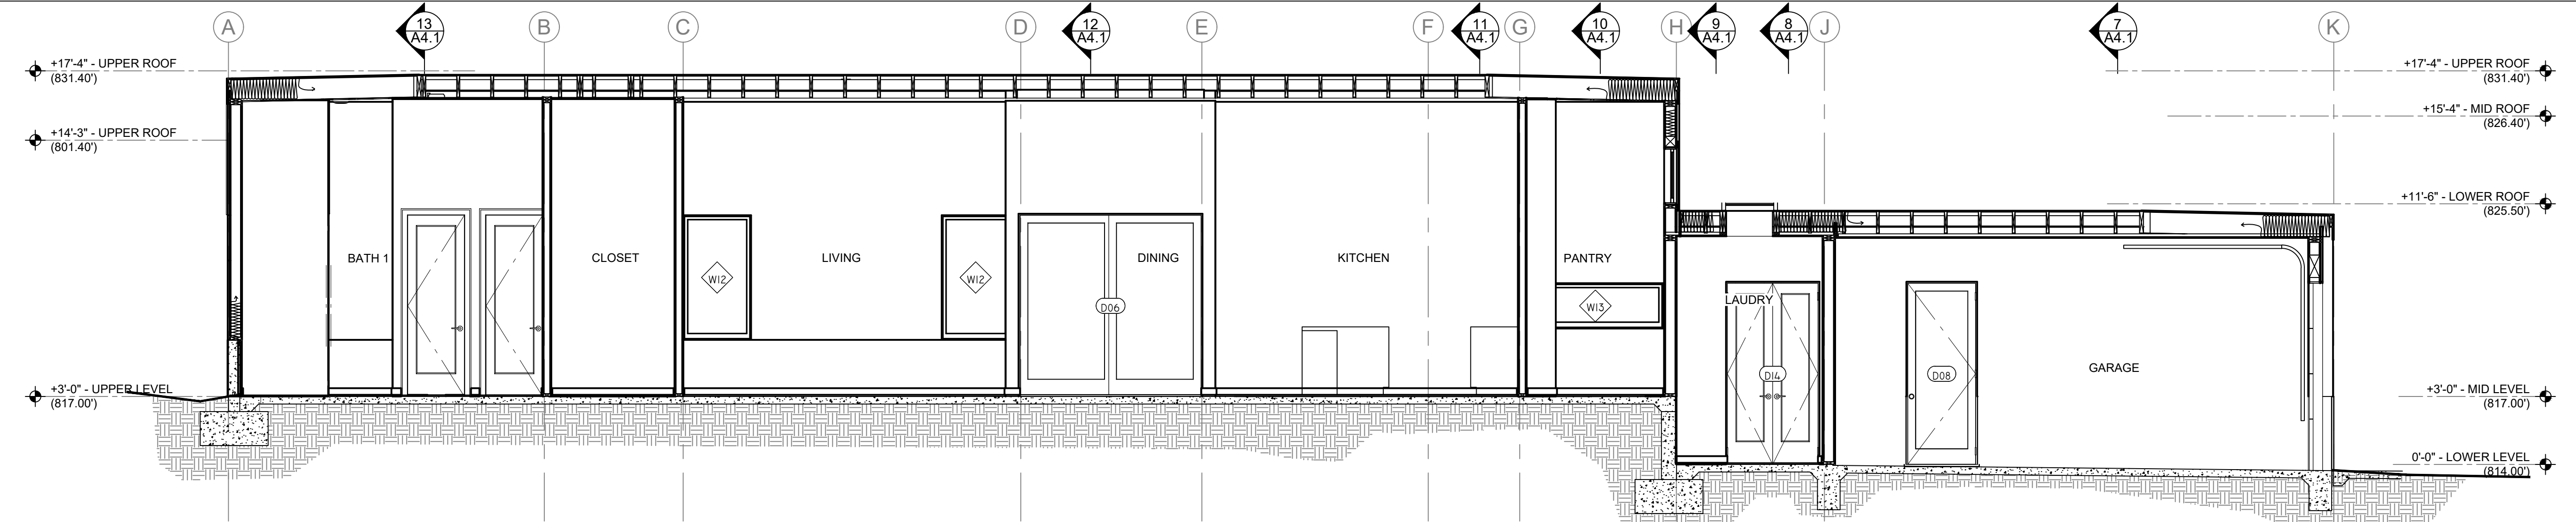 A
13
A4.1
B
C
D
12
A4.1
E
F
11
A4.1
G
10
A4.1
H
9
A4.1
8
A4.1
J
7
A4.1
K
+17'-4" - UPPER ROOF
(831.40')
+14'-3" - UPPER ROOF
(801.40')
+3'-0" - UPPER LEVEL
(817.00')
BATH 1
CLOSET
W12
LIVING
W12
DINING
D06
KITCHEN
PANTRY
W13
LAUDRY
D14
D08
GARAGE
+17'-4" - UPPER ROOF
(831.40')
+15'-4" - MID ROOF
(826.40')
+11'-6" - LOWER ROOF
(825.50')
+3'-0" - MID LEVEL
(817.00')
0'-0" - LOWER LEVEL
(814.00')